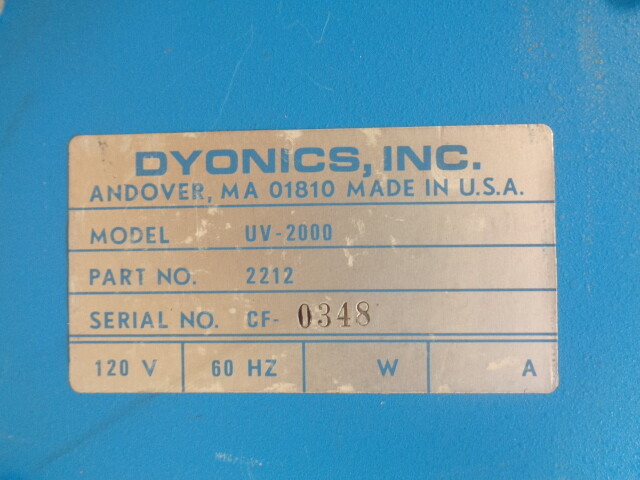 DYONICS, INC.
ANDOVER, MA 01810 MADE IN U.S.A.
MODEL UV-2000
PART NO. 2212
SERIAL NO. CF- 0348
120 V 60 HZ W A